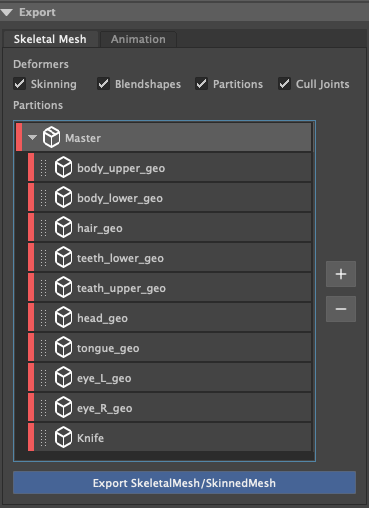 Export
Skeletal Mesh Animation
Deformers
Skinning Blendshapes Partitions Cull Joints
Partitions
Master
body_upper_geo
body_lower_geo
hair_geo
teeth_lower_geo
teath_upper_geo
head_geo
tongue_geo
eye_L_geo
eye_R_geo
Knife
Export SkeletalMesh/SkinnedMesh